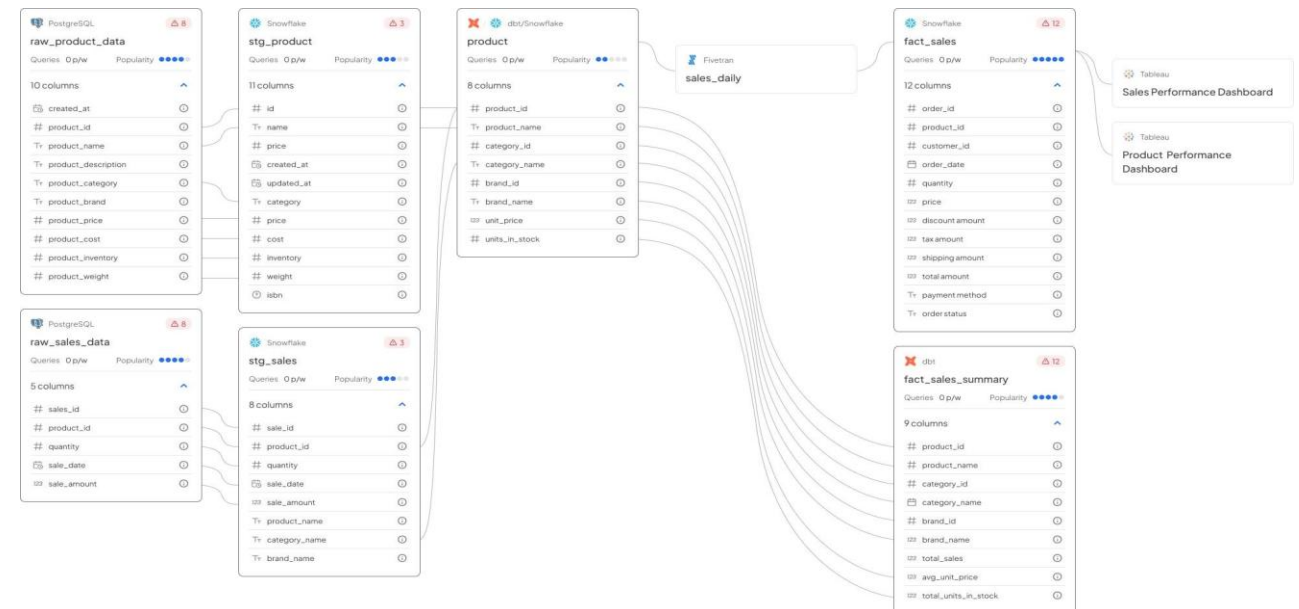 PostgreSQL 8
raw_product_data
Queries 0 p/w Popularity
10 columns
created_at
product_id
product_name
product_description
product_category
product_brand
product_price
product_cost
product_inventory
product_weight
PostgreSQL 8
raw_sales_data
Queries 0 p/w Popularity
5 columns
sales_id
product_id
quantity
sale_date
sale_amount
Snowflake 3
stg_product
Queries 0 p/w Popularity
11 columns
id
name
price
created_at
updated_at
category
price
cost
inventory
weight
isbn
Snowflake 3
stg_sales
Queries 0 p/w Popularity
8 columns
sale_id
product_id
quantity
sale_date
sale_amount
product_name
category_name
brand_name
dbt/Snowflake
product
Queries 0 p/w Popularity
8 columns
product_id
product_name
category_id
category_name
brand_id
brand_name
unit_price
units_in_stock
Fivetran
sales_daily
Snowflake 12
fact_sales
Queries 0 p/w Popularity
12 columns
order_id
product_id
customer_id
order_date
quantity
price
discount amount
tax amount
shipping amount
total amount
payment method
order status
dbt 12
fact_sales_summary
Queries 0 p/w Popularity
9 columns
product_id
product_name
category_id
category_name
brand_id
brand_name
total_sales
avg_unit_price
total_units_in_stock
Tableau
Sales Performance Dashboard
Tableau
Product Performance
Dashboard